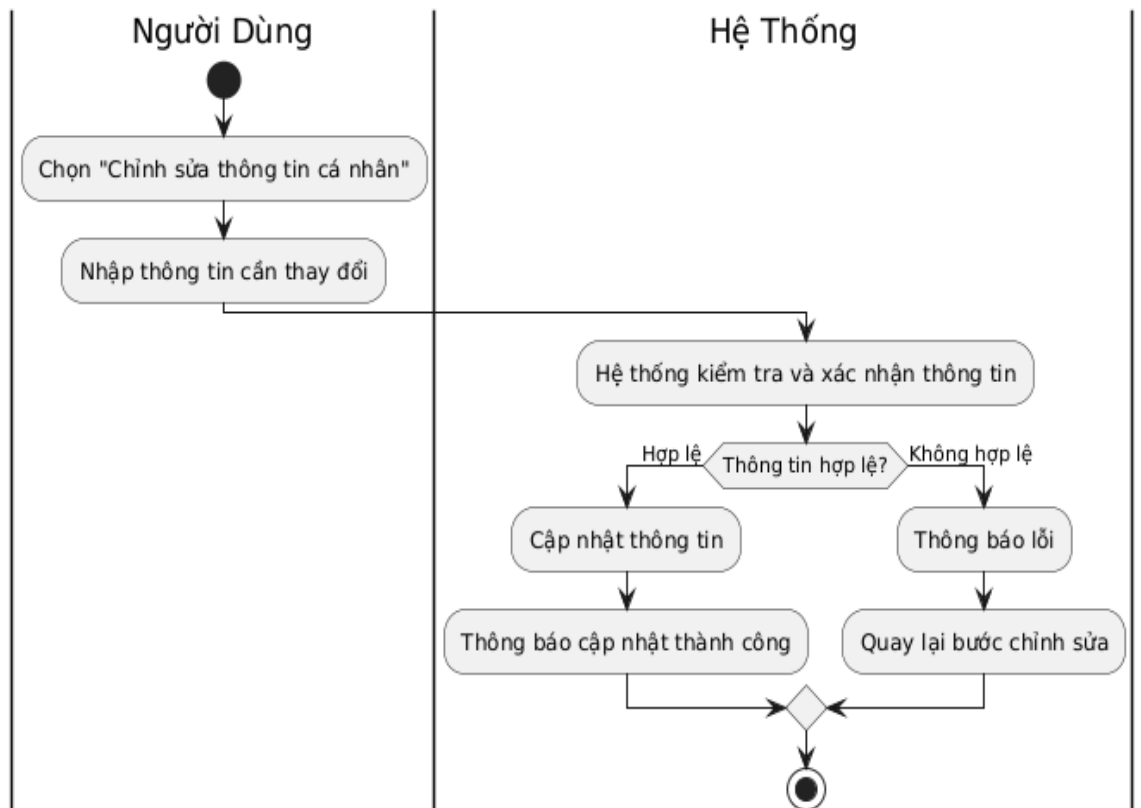 Người Dùng
Hệ Thống
Chọn "Chỉnh sửa thông tin cá nhân"
Nhập thông tin cần thay đổi
Hệ thống kiểm tra và xác nhận thông tin
Hợp lệ
Thông tin hợp lệ?
Không hợp lệ
Cập nhật thông tin
Thông báo lỗi
Thông báo cập nhật thành công
Quay lại bước chỉnh sửa